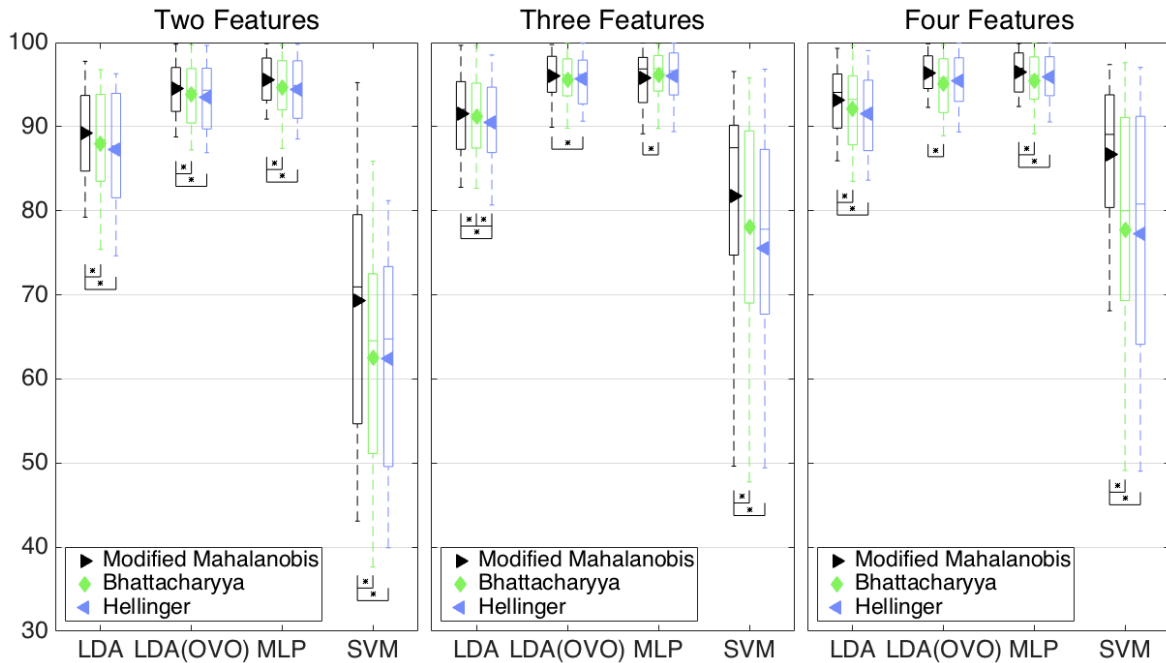 Two Features Three Features Four Features
100
90
80
70
60
50
40
30
Modified Mahalanobis
Bhattacharyya
Hellinger
Modified Mahalanobis
Bhattacharyya
Hellinger
Modified Mahalanobis
Bhattacharyya
Hellinger
LDA LDA(OVO) MLP SVM LDA LDA(OVO) MLP SVM LDA LDA(OVO) MLP SVM